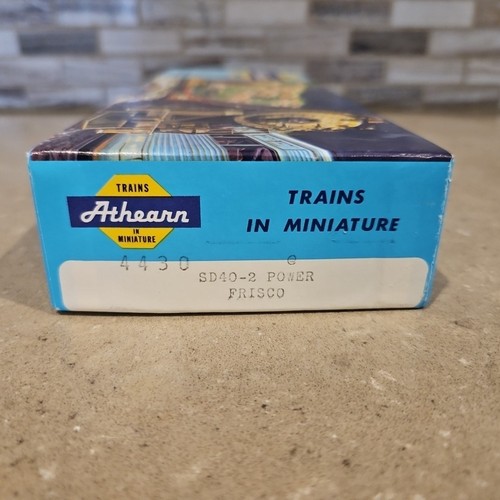 TRAINS
Athearn
IN
MINIATURE
TRAINS
IN MINIATURE
4430 G
SD40-2 POWER
FRISCO